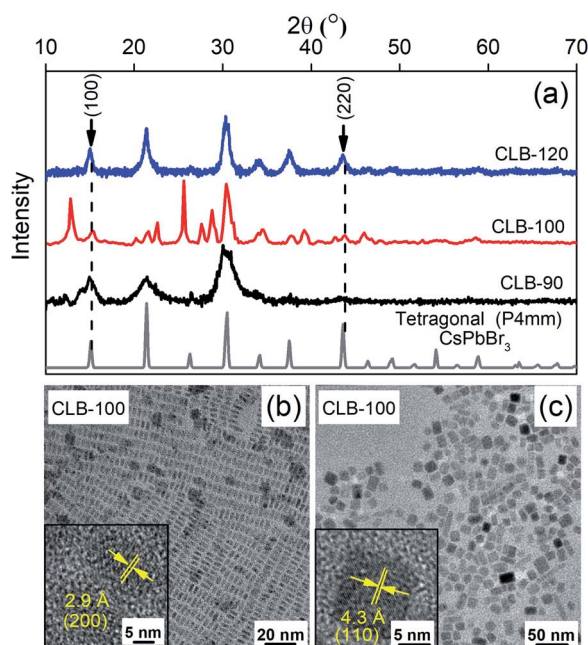 2θ (°)
10 20 30 40 50 60 70
(a)
(100)
(220)
CLB-120
CLB-100
CLB-90
Tetragonal (P4mm)
CsPbBr₃
Intensity
CLB-100
(b)
2.9 Å
(200)
5 nm
20 nm
CLB-100
(c)
4.3 Å
(110)
5 nm
50 nm